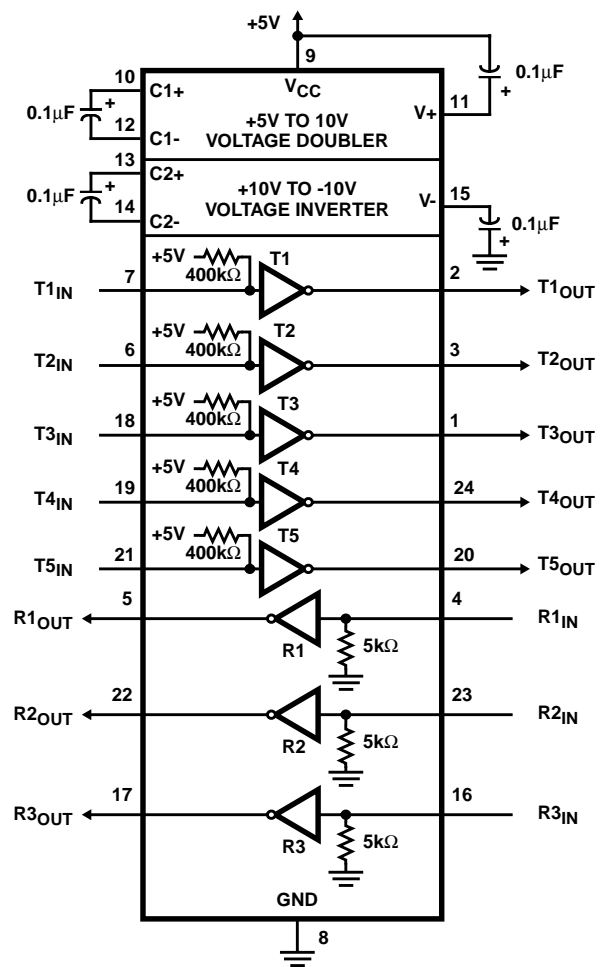 +5V
9
10
0.1µF
+
12
C1+
C1-
VCC
+5V TO 10V
VOLTAGE DOUBLER
V+
11
0.1µF
+
13
0.1µF
+
14
C2+
C2-
+10V TO -10V
VOLTAGE INVERTER
V-
15
0.1µF
+
T1IN
7
+5V
400kΩ
T1
2
T1OUT
T2IN
6
+5V
400kΩ
T2
3
T2OUT
T3IN
18
+5V
400kΩ
T3
1
T3OUT
T4IN
19
+5V
400kΩ
T4
24
T4OUT
T5IN
21
+5V
400kΩ
T5
20
T5OUT
R1OUT
5
R1
5kΩ
4
R1IN
R2OUT
22
R2
5kΩ
23
R2IN
R3OUT
17
R3
5kΩ
16
R3IN
GND
8